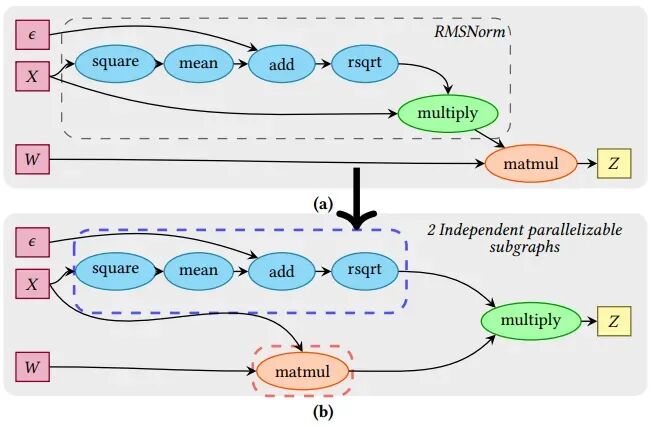 ϵ
RMSNorm
X
square
mean
add
rsqrt
multiply
W
matmul
Z
(a)
ϵ
2 Independent parallelizable
subgraphs
X
square
mean
add
rsqrt
multiply
Z
W
matmul
(b)